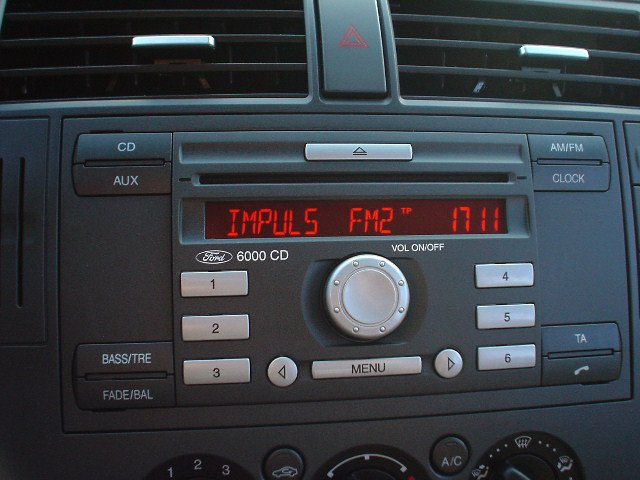 CD
AUX
AM/FM
CLOCK
IMPULS FM2 TP 17 11
Ford 6000 CD
VOL ON/OFF
1
2
3
4
5
6
BASS/TRE
FADE/BAL
MENU
TA
1 2 3
A/C